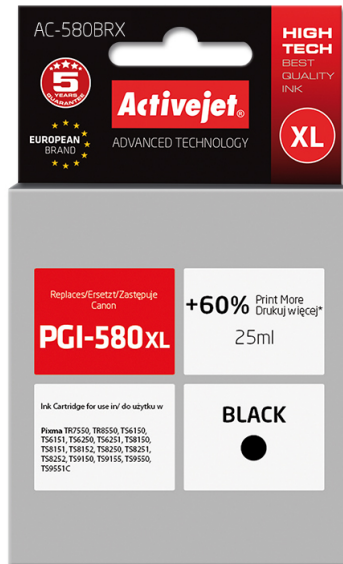 AC-580BRX
HIGH
TECH
BEST
QUALITY
INK
5
YEARS
GUARANTEE
Activejet®
XL
EUROPEAN
BRAND
ADVANCED TECHNOLOGY
Replaces/Ersetzt/Zastępuje
Canon
PGI-580XL
+60% Print More
Drukuj więcej*
25ml
Ink Cartridge for use in/ do użytku w
Pixma TR7550, TR8550, TS6150,
TS6151, TS6250, TS6251, TS8150,
TS8151, TS8152, TS8250, TS8251,
TS8252, TS9150, TS9155, TS9550,
TS9551C
BLACK